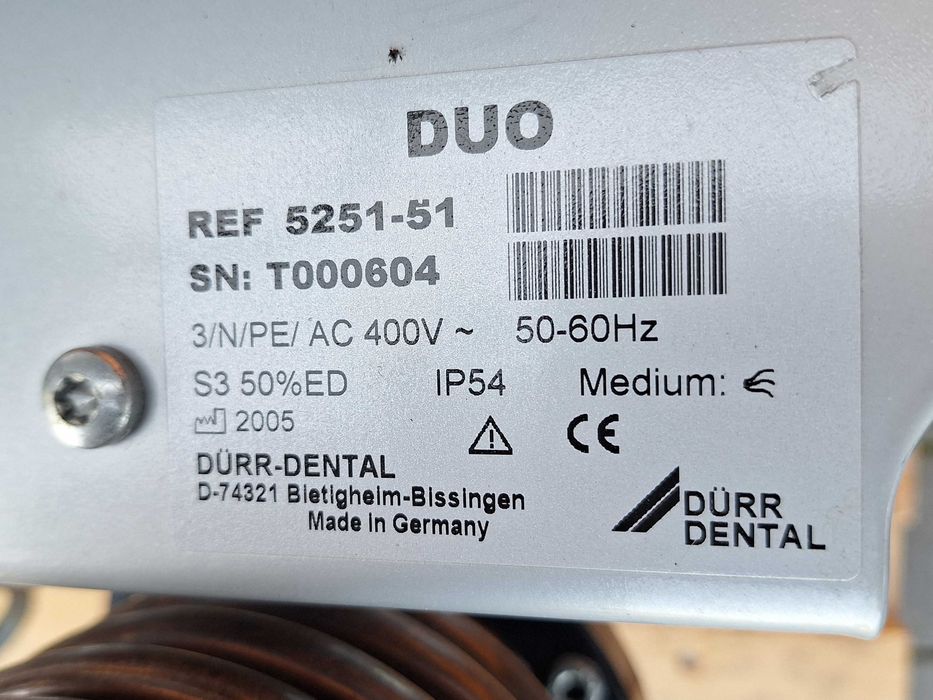 DUO
REF 5251-51
SN: T000604
3/N/PE/ AC 400V ~ 50-60Hz
S3 50%ED IP54 Medium:
2005
CE
DÜRR-DENTAL
D-74321 Bietigheim-Bissingen
Made in Germany
DÜRR
DENTAL